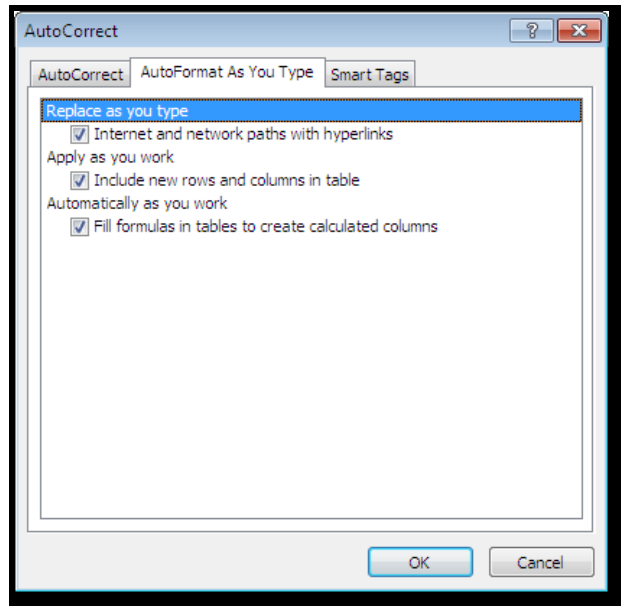 AutoCorrect
?
AutoCorrect AutoFormat As You Type Smart Tags
Replace as you type
Internet and network paths with hyperlinks
Apply as you work
Include new rows and columns in table
Automatically as you work
Fill formulas in tables to create calculated columns
OK Cancel